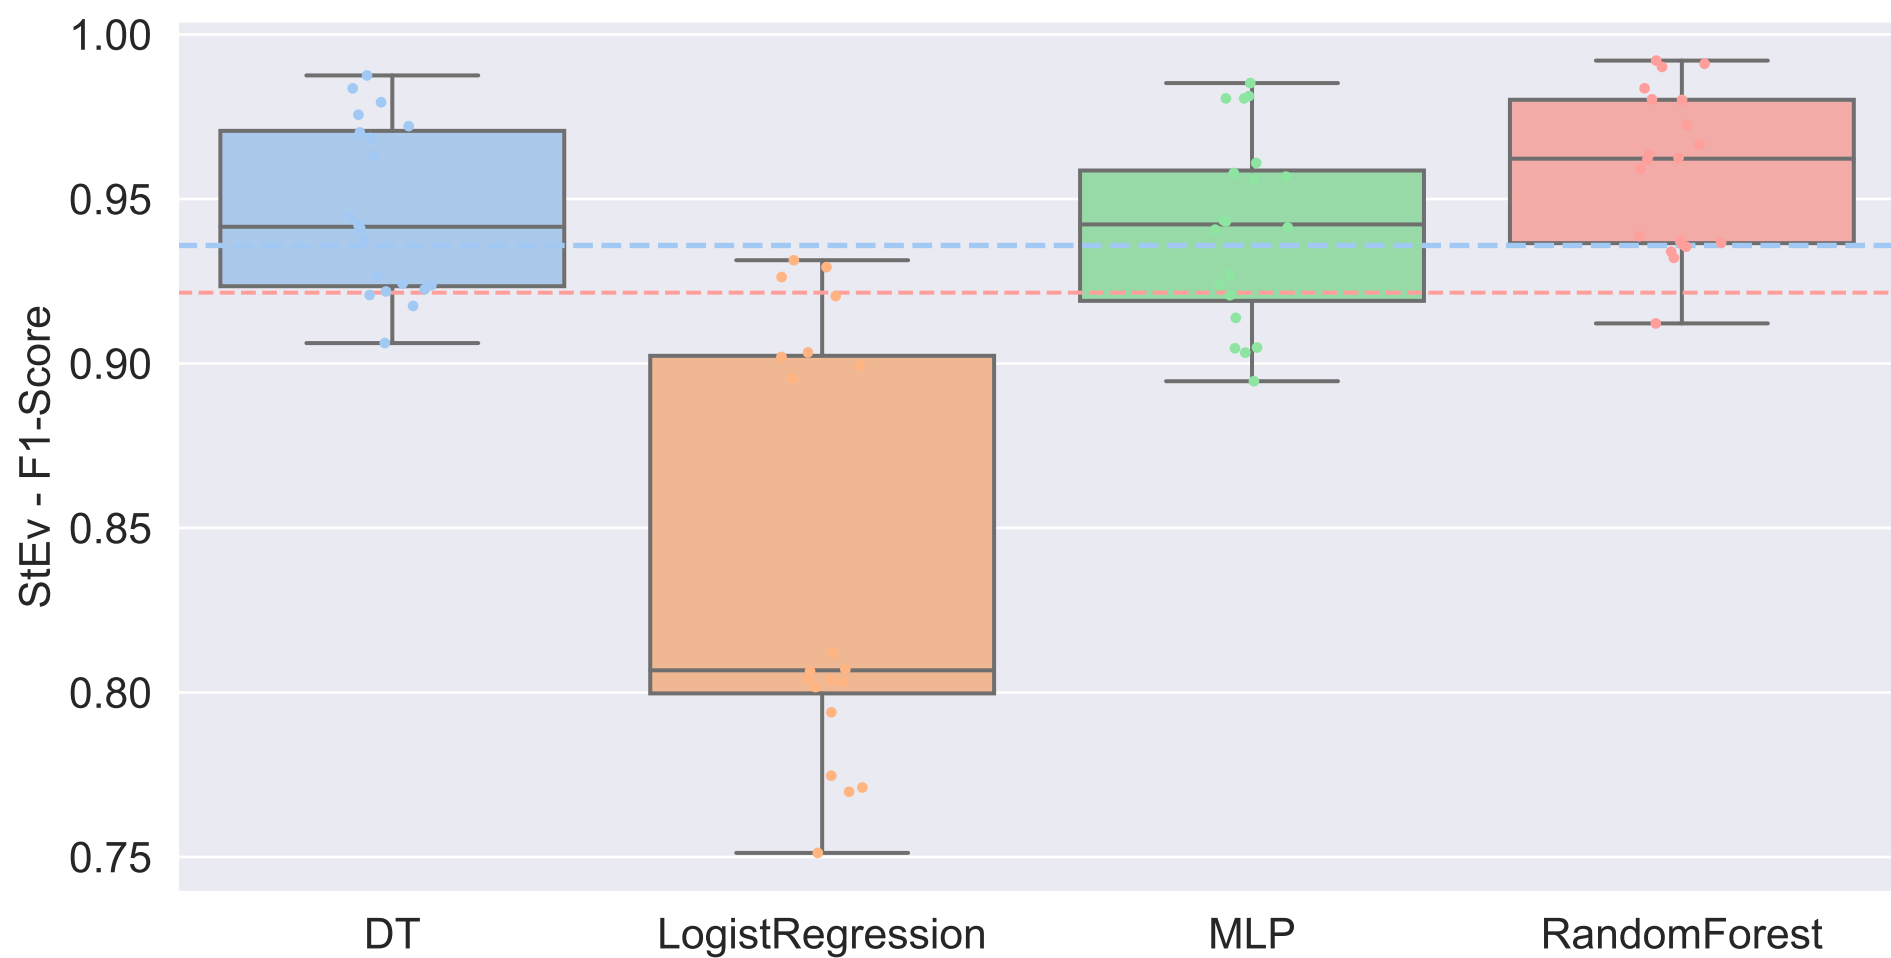 StEv - F1-Score
1.00
0.95
0.90
0.85
0.80
0.75
DT
LogistRegression
MLP
RandomForest